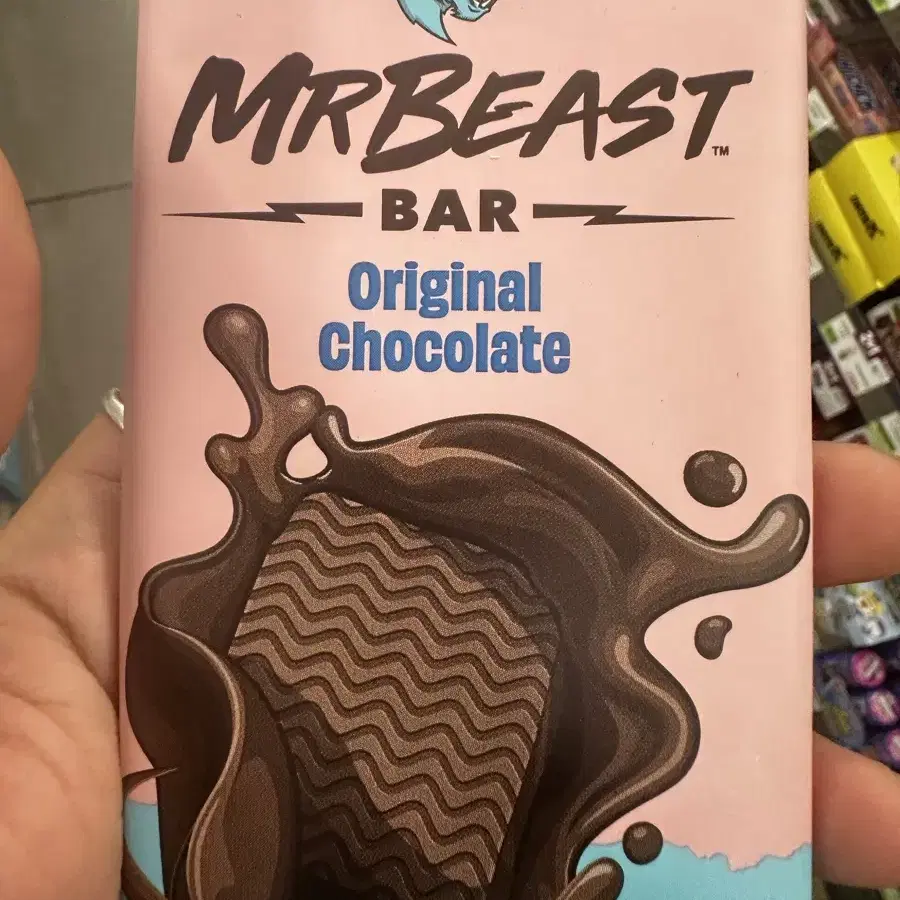 MRBEAST™
BAR
Original
Chocolate